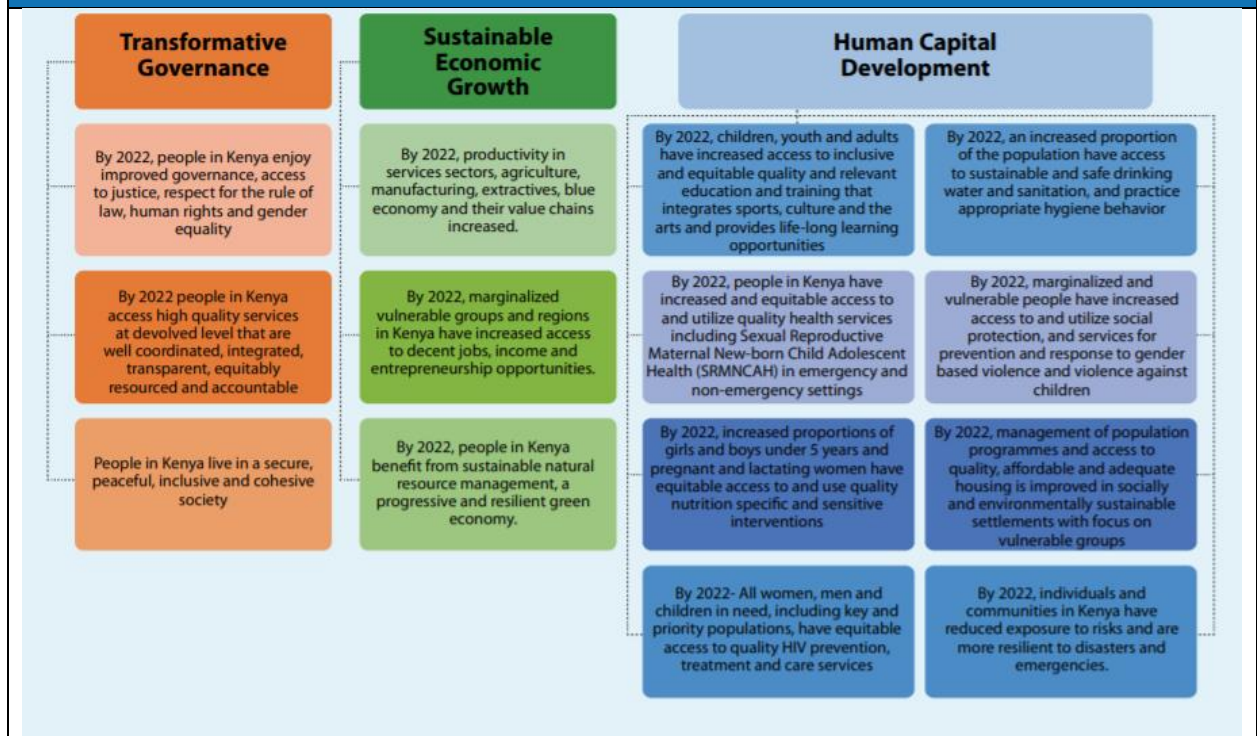 Transformative
Governance
Sustainable
Economic
Growth
Human Capital
Development
By 2022, people in Kenya enjoy
improved governance, access
to justice, respect for the rule of
law, human rights and gender
equality
By 2022 people in Kenya
access high quality services
at devolved level that are
well coordinated, integrated,
transparent, equitably
resourced and accountable
People in Kenya live in a secure,
peaceful, inclusive and cohesive
society
By 2022, productivity in
services sectors, agriculture,
manufacturing, extractives, blue
economy and their value chains
increased.
By 2022, marginalized
vulnerable groups and regions
in Kenya have increased access
to decent jobs, income and
entrepreneurship opportunities.
By 2022, people in Kenya
benefit from sustainable natural
resource management, a
progressive and resilient green
economy.
By 2022, children, youth and adults
have increased access to inclusive
and equitable quality and relevant
education and training that
integrates sports, culture and the
arts and provides life-long learning
opportunities
By 2022, an increased proportion
of the population have access
to sustainable and safe drinking
water and sanitation, and practice
appropriate hygiene behavior
By 2022, people in Kenya have
increased and equitable access to
and utilize quality health services
including Sexual Reproductive
Maternal New-born Child Adolescent
Health (SRMNCAH) in emergency and
non-emergency settings
By 2022, marginalized and
vulnerable people have increased
access to and utilize social
protection, and services for
prevention and response to gender
based violence and violence against
children
By 2022, increased proportions of
girls and boys under 5 years and
pregnant and lactating women have
equitable access to and use quality
nutrition specific and sensitive
interventions
By 2022, management of population
programmes and access to
quality, affordable and adequate
housing is improved in socially
and environmentally sustainable
settlements with focus on
vulnerable groups
By 2022- All women, men and
children in need, including key and
priority populations, have equitable
access to quality HIV prevention,
treatment and care services
By 2022, individuals and
communities in Kenya have
reduced exposure to risks and are
more resilient to disasters and
emergencies.